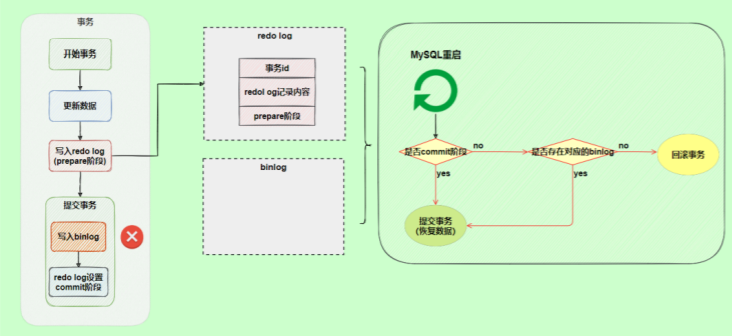 事务
开始事务
更新数据
写入redo log
(prepare阶段)
提交事务
写入binlog
redo log设置
commit阶段
redo log
事务id
redol og记录内容
prepare阶段
binlog
MySQL重启
是否commit阶段
no
是否存在对应的binlog
no
回滚事务
yes
yes
提交事务
(恢复数据)